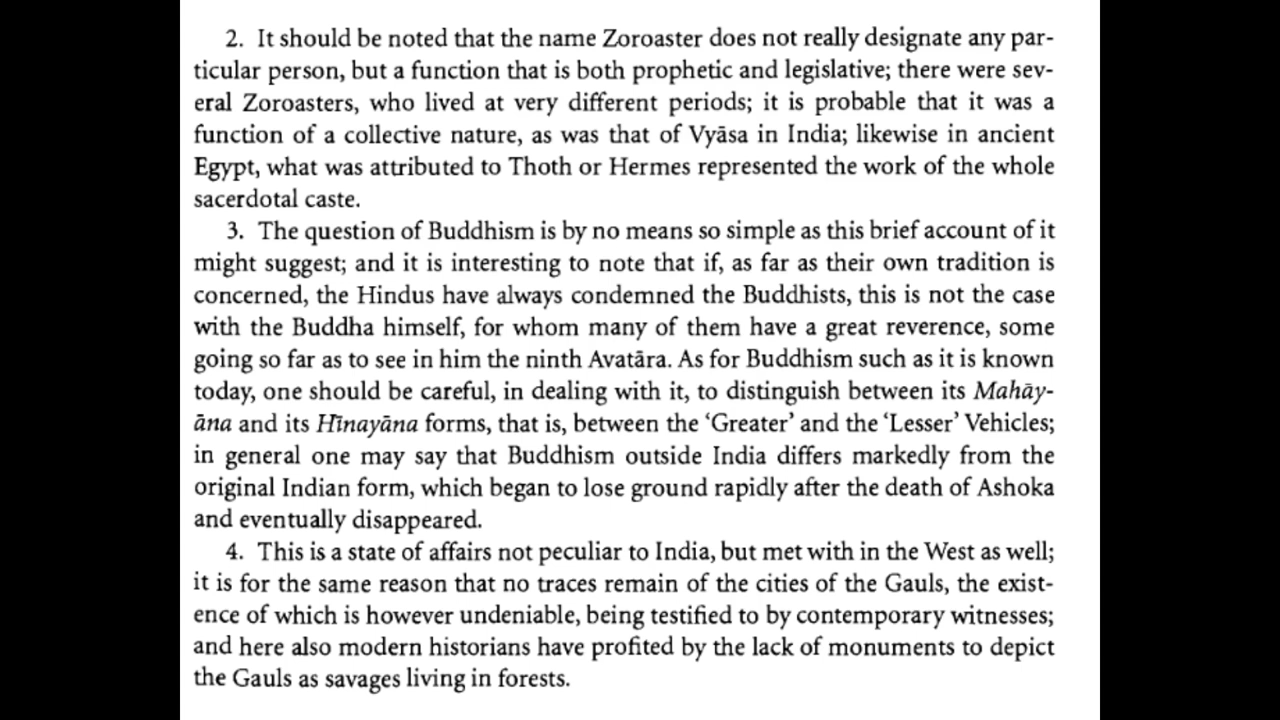 2. It should be noted that the name Zoroaster does not really designate any par-
ticular person, but a function that is both prophetic and legislative; there were sev-
eral Zoroasters, who lived at very different periods; it is probable that it was a
function of a collective nature, as was that of Vyāsa in India; likewise in ancient
Egypt, what was attributed to Thoth or Hermes represented the work of the whole
sacerdotal caste.
3. The question of Buddhism is by no means so simple as this brief account of it
might suggest; and it is interesting to note that if, as far as their own tradition is
concerned, the Hindus have always condemned the Buddhists, this is not the case
with the Buddha himself, for whom many of them have a great reverence, some
going so far as to see in him the ninth Avatāra. As for Buddhism such as it is known
today, one should be careful, in dealing with it, to distinguish between its Mahāy-
āna and its Hīnayāna forms, that is, between the ‘Greater’ and the ‘Lesser’ Vehicles;
in general one may say that Buddhism outside India differs markedly from the
original Indian form, which began to lose ground rapidly after the death of Ashoka
and eventually disappeared.
4. This is a state of affairs not peculiar to India, but met with in the West as well;
it is for the same reason that no traces remain of the cities of the Gauls, the exist-
ence of which is however undeniable, being testified to by contemporary witnesses;
and here also modern historians have profited by the lack of monuments to depict
the Gauls as savages living in forests.